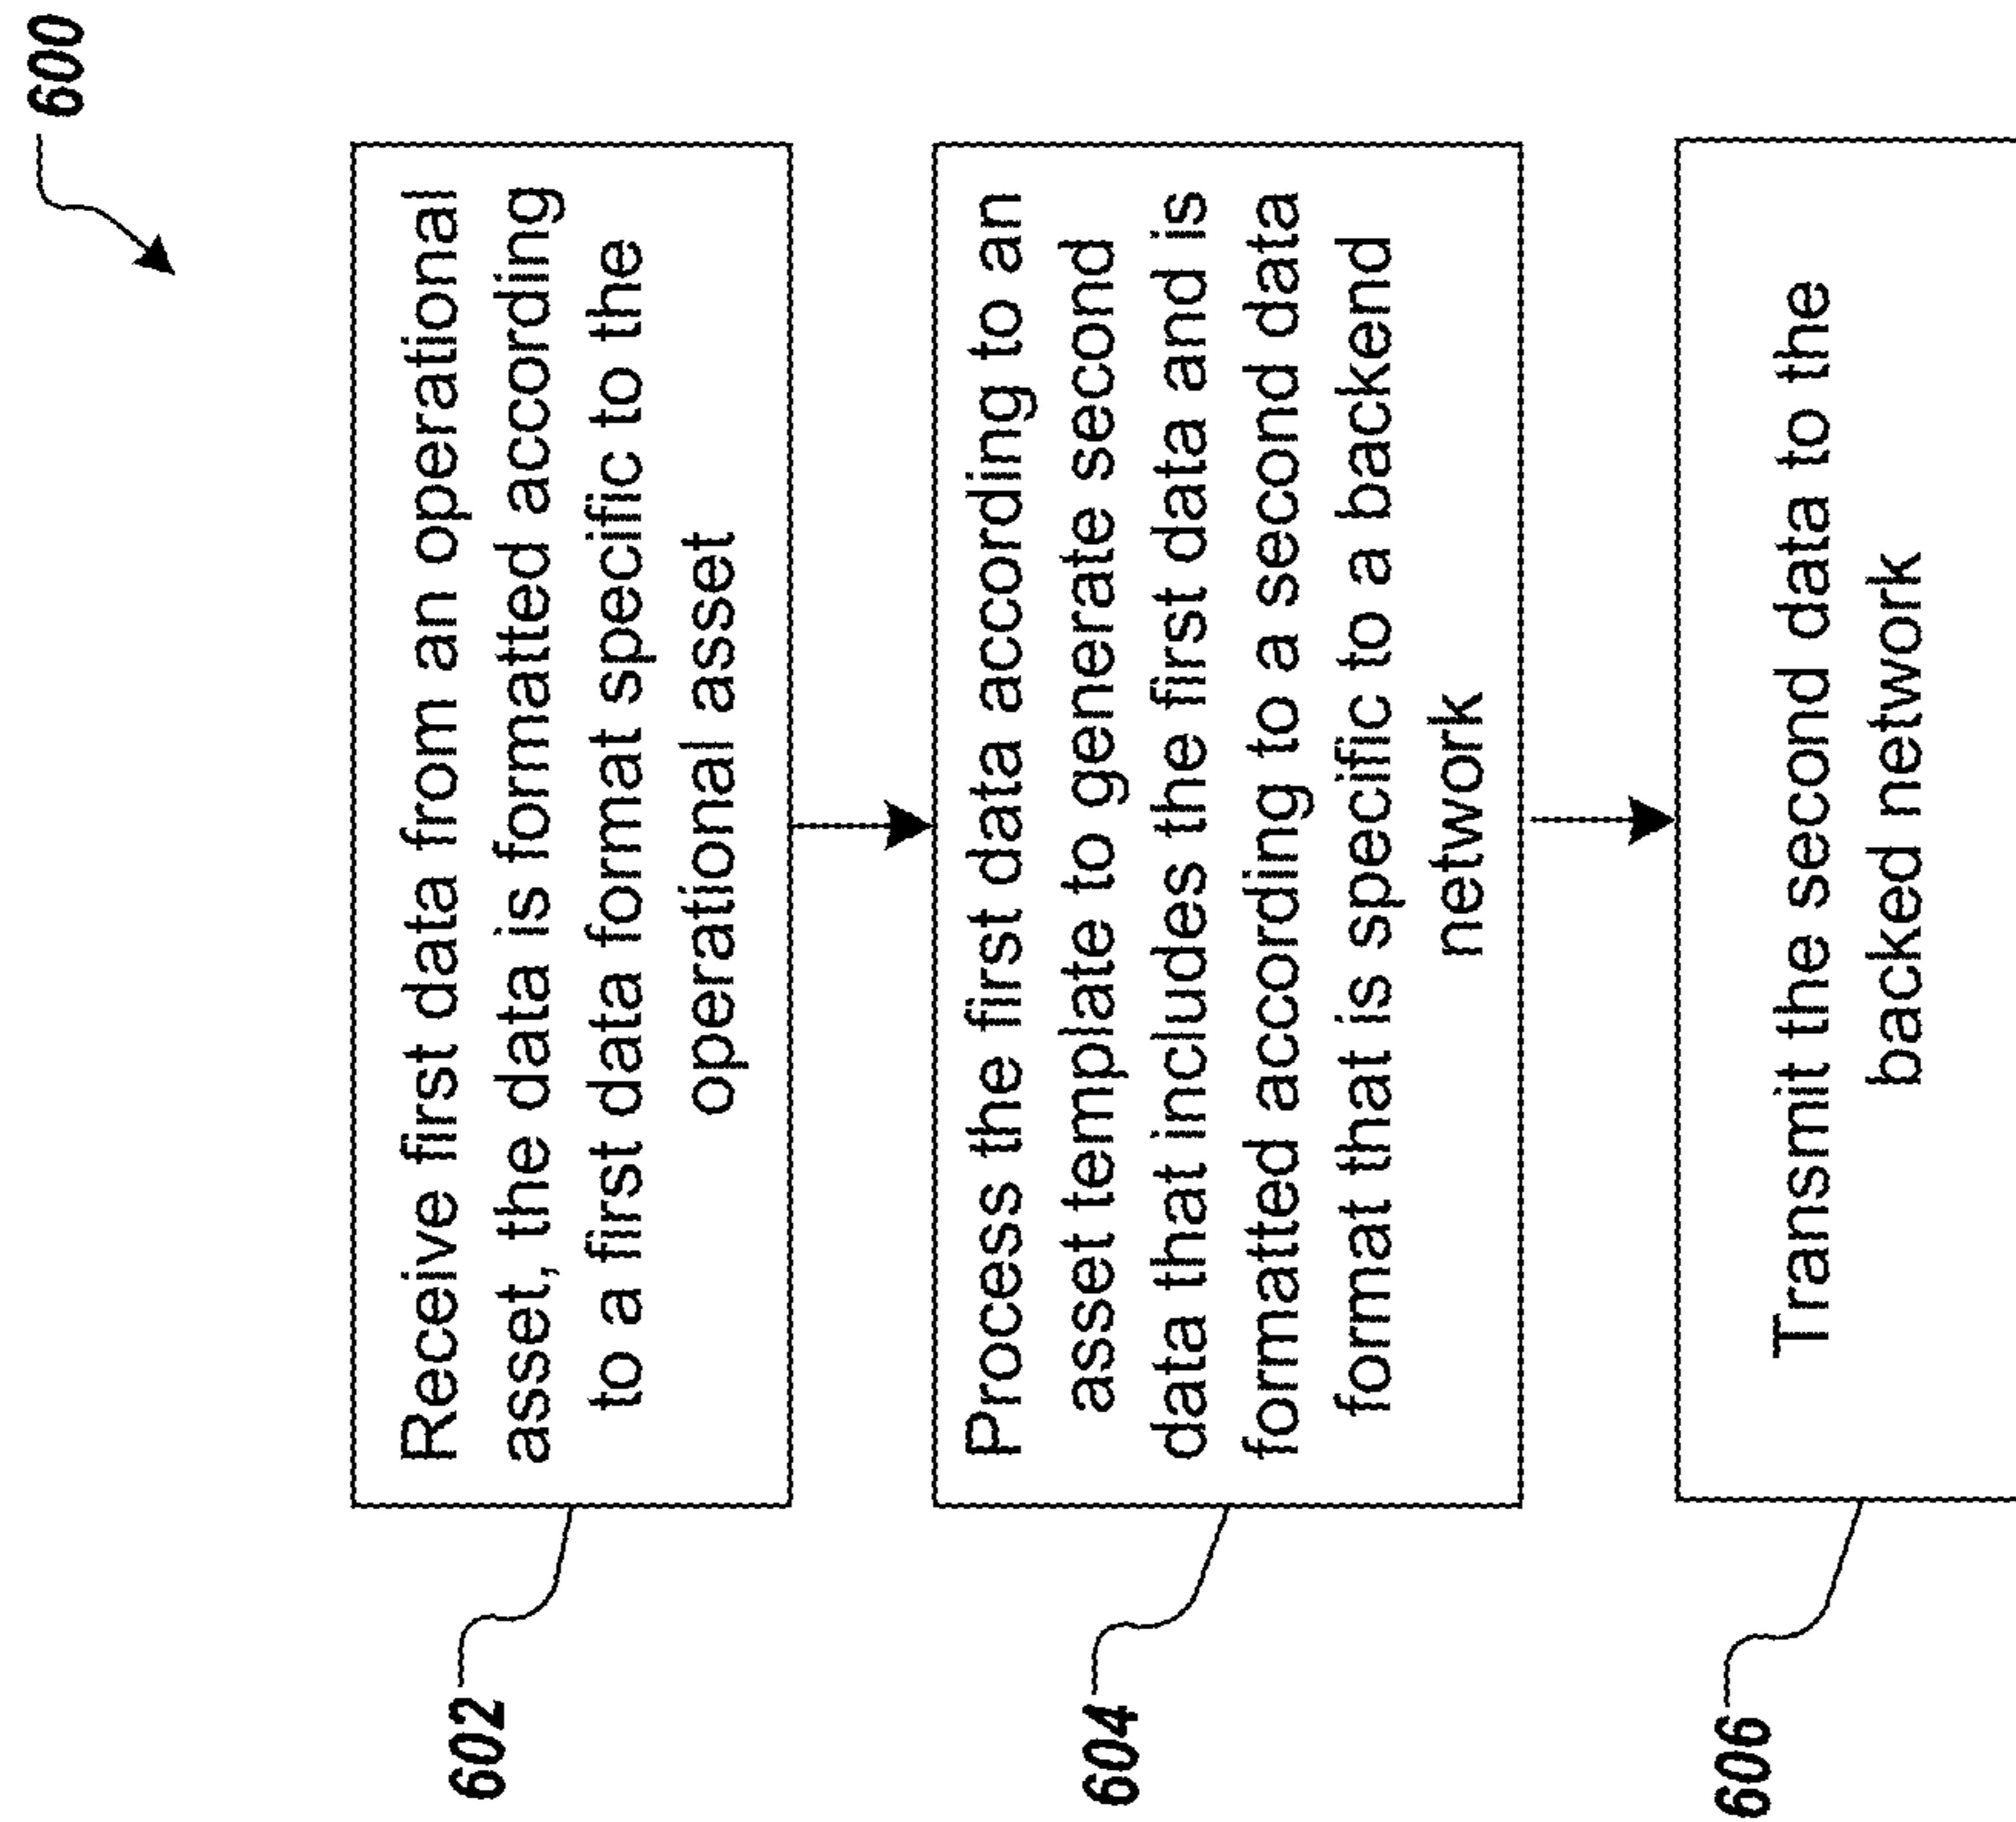 600
602
Receive first data from an operational
asset, the data is formatted according
to a first data format specific to the
operational asset
604
Process the first data according to an
asset template to generate second
data that includes the first data and is
formatted according to a second data
format that is specific to a backend
network
606
Transmit the second data to the
backed network